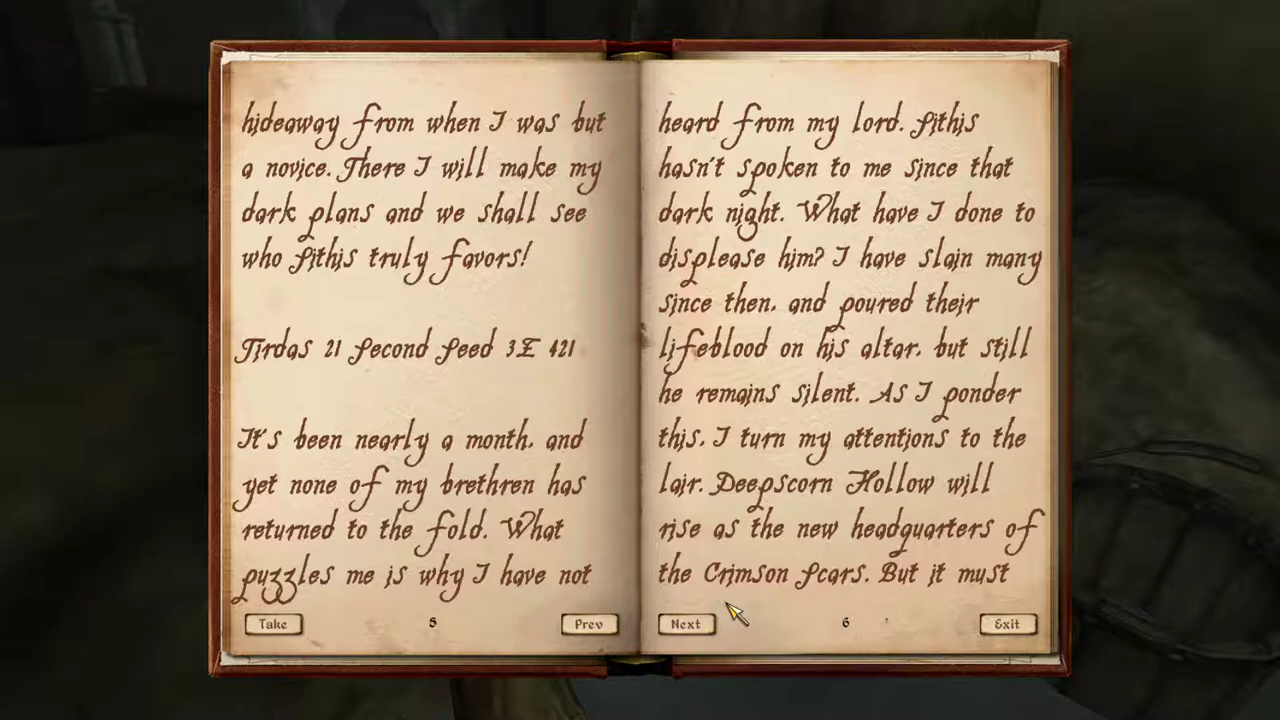 hideaway from when I was but
a novice. There I will make my
dark plans and we shall see
who Sithis truly favors!
Tirdas 21 Second Seed 3E 421
It's been nearly a month, and
yet none of my brethren has
returned to the fold. What
puzzles me is why I have not
Take
5
Prev
heard from my lord. Sithis
hasn't spoken to me since that
dark night. What have I done to
displease him? I have slain many
since then, and poured their
lifeblood on his altar, but still
he remains silent. As I ponder
this, I turn my attentions to the
lair. Deepscorn Hollow will
rise as the new headquarters of
the Crimson Scars. But it must
Next
6
Exit